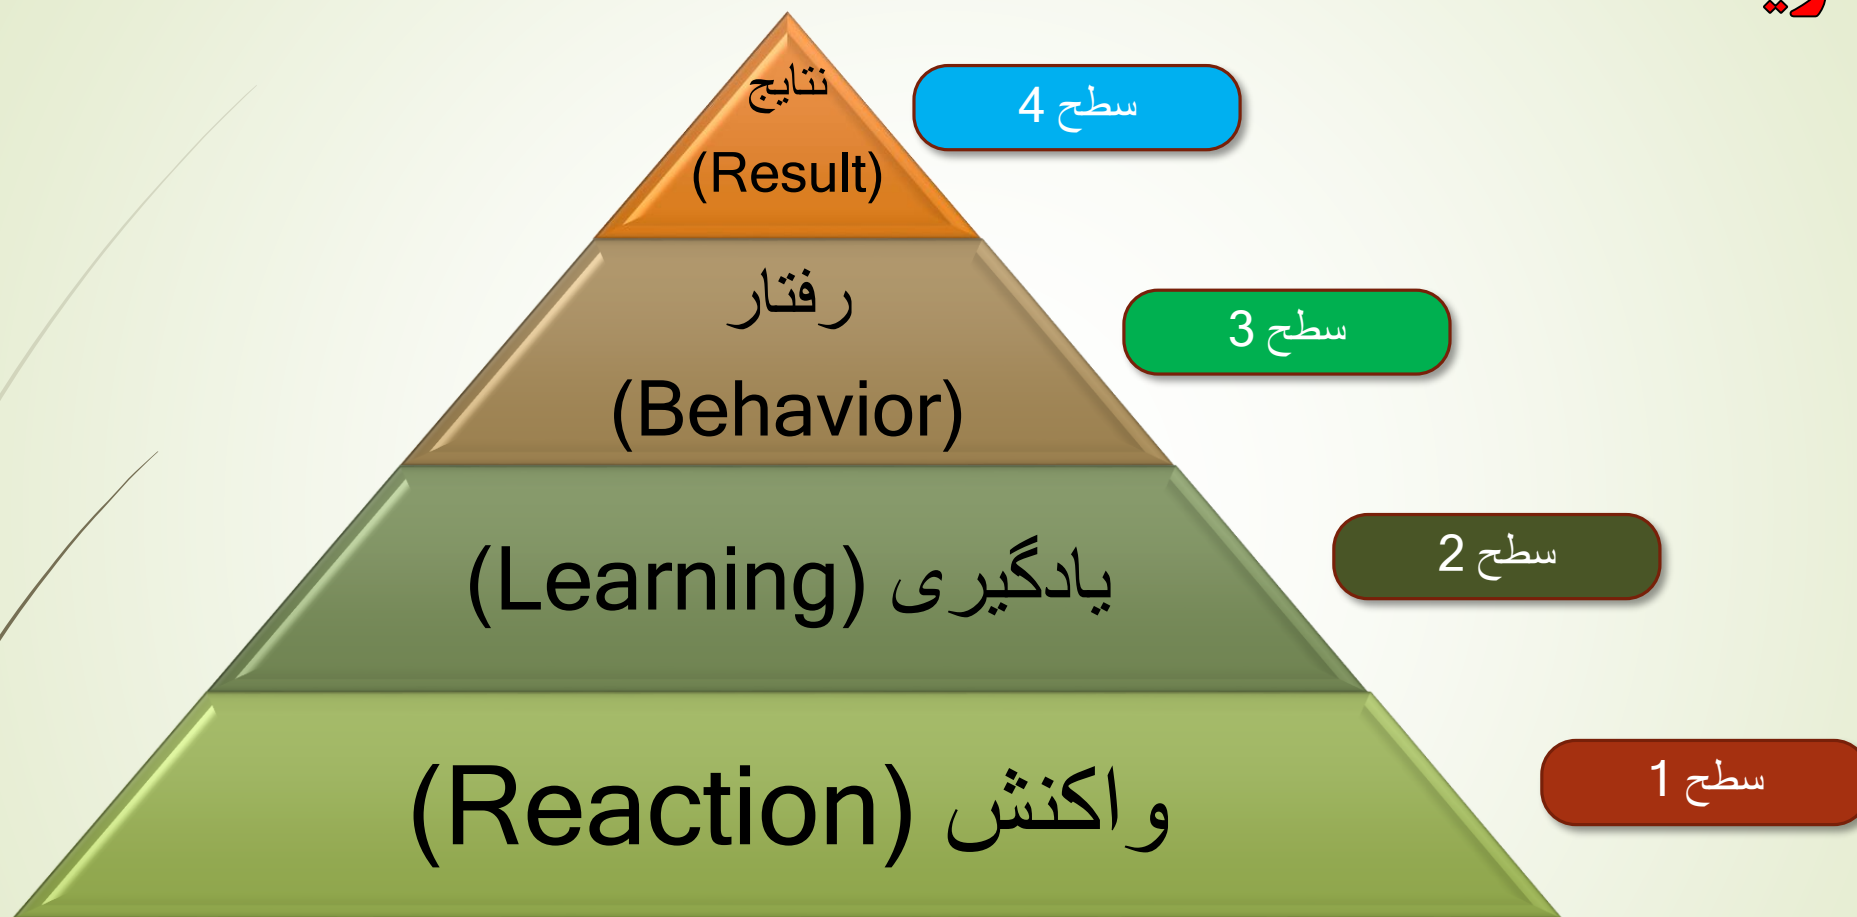 نتایج
(Result)
سطح 4
رفتار
(Behavior)
سطح 3
یادگیری (Learning)
سطح 2
واکنش (Reaction)
سطح 1